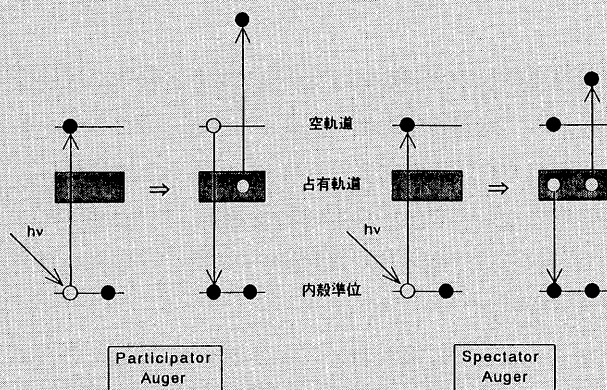 空軌道
占有軌道
内殻準位
hν
hν
⇒
⇒
Participator
Auger
Spectator
Auger